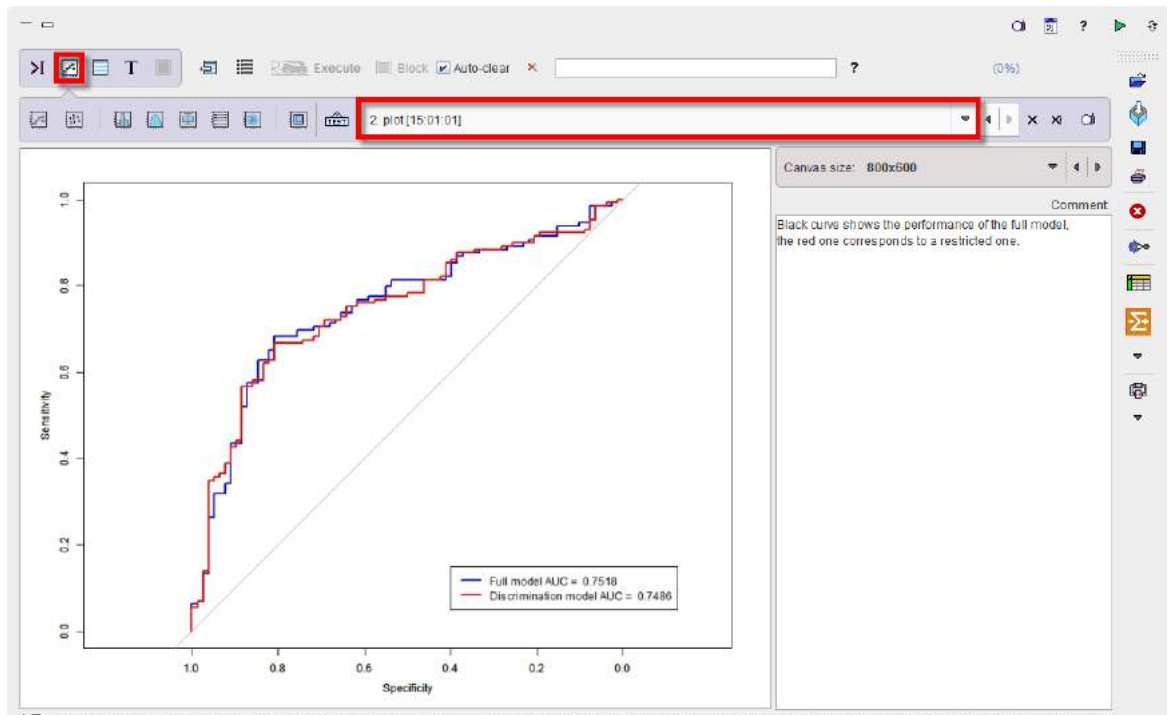 ?
T
Execute
Block
Auto-clear
?
(0%)
TEXT
2. plot [15:01:01]
Canvas size: 800x600
Comment
Black curve shows the performance of the full model,
the red one corresponds to a restricted one.
1.0
0.8
0.6
0.4
0.2
0.0
Sensitivity
Full model AUC = 0.7518
Discrimination model AUC = 0.7486
1.0 0.8 0.6 0.4 0.2 0.0
Specificity